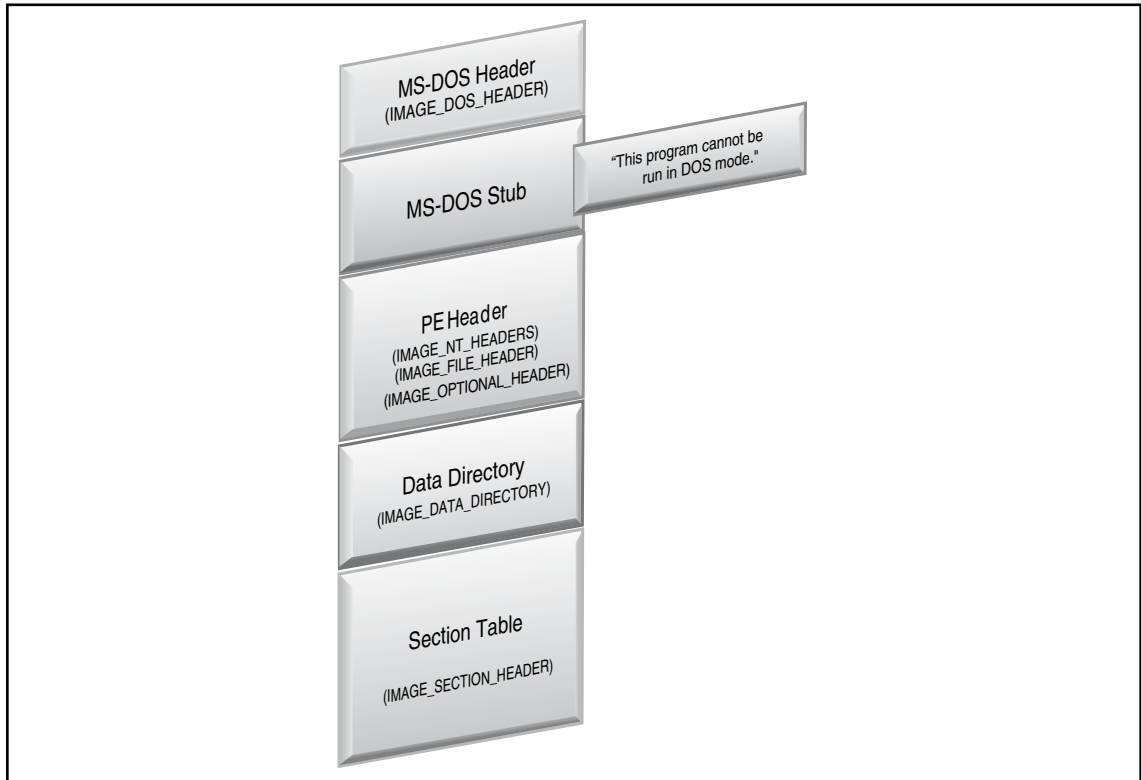 MS-DOS Header
(IMAGE_DOS_HEADER)
MS-DOS Stub
“This program cannot be
run in DOS mode."
PE Header
(IMAGE_NT_HEADERS)
(IMAGE_FILE_HEADER)
(IMAGE_OPTIONAL_HEADER)
Data Directory
(IMAGE_DATA_DIRECTORY)
Section Table
(IMAGE_SECTION_HEADER)